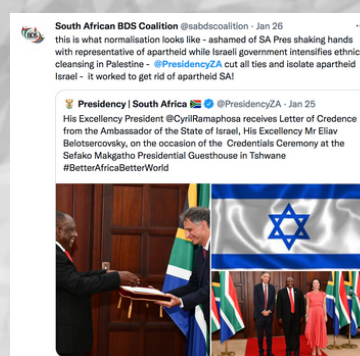 South African BDS Coalition @sabdscoalition · Jan 26
this is what normalisation looks like - ashamed of SA Pres shaking hands
with representative of apartheid while Israeli government intensifies ethnic
cleansing in Palestine - @PresidencyZA cut all ties and isolate apartheid
Israel - it worked to get rid of apartheid SA!
Presidency | South Africa 🇿🇦 @PresidencyZA · Jan 25
His Excellency President @CyrilRamaphosa receives Letter of Credence
from the Ambassador of the State of Israel, His Excellency Mr Eliav
Belotsercovsky, on the occasion of the Credentials Ceremony at the
Sefako Makgatho Presidential Guesthouse in Tshwane
#BetterAfricaBetterWorld